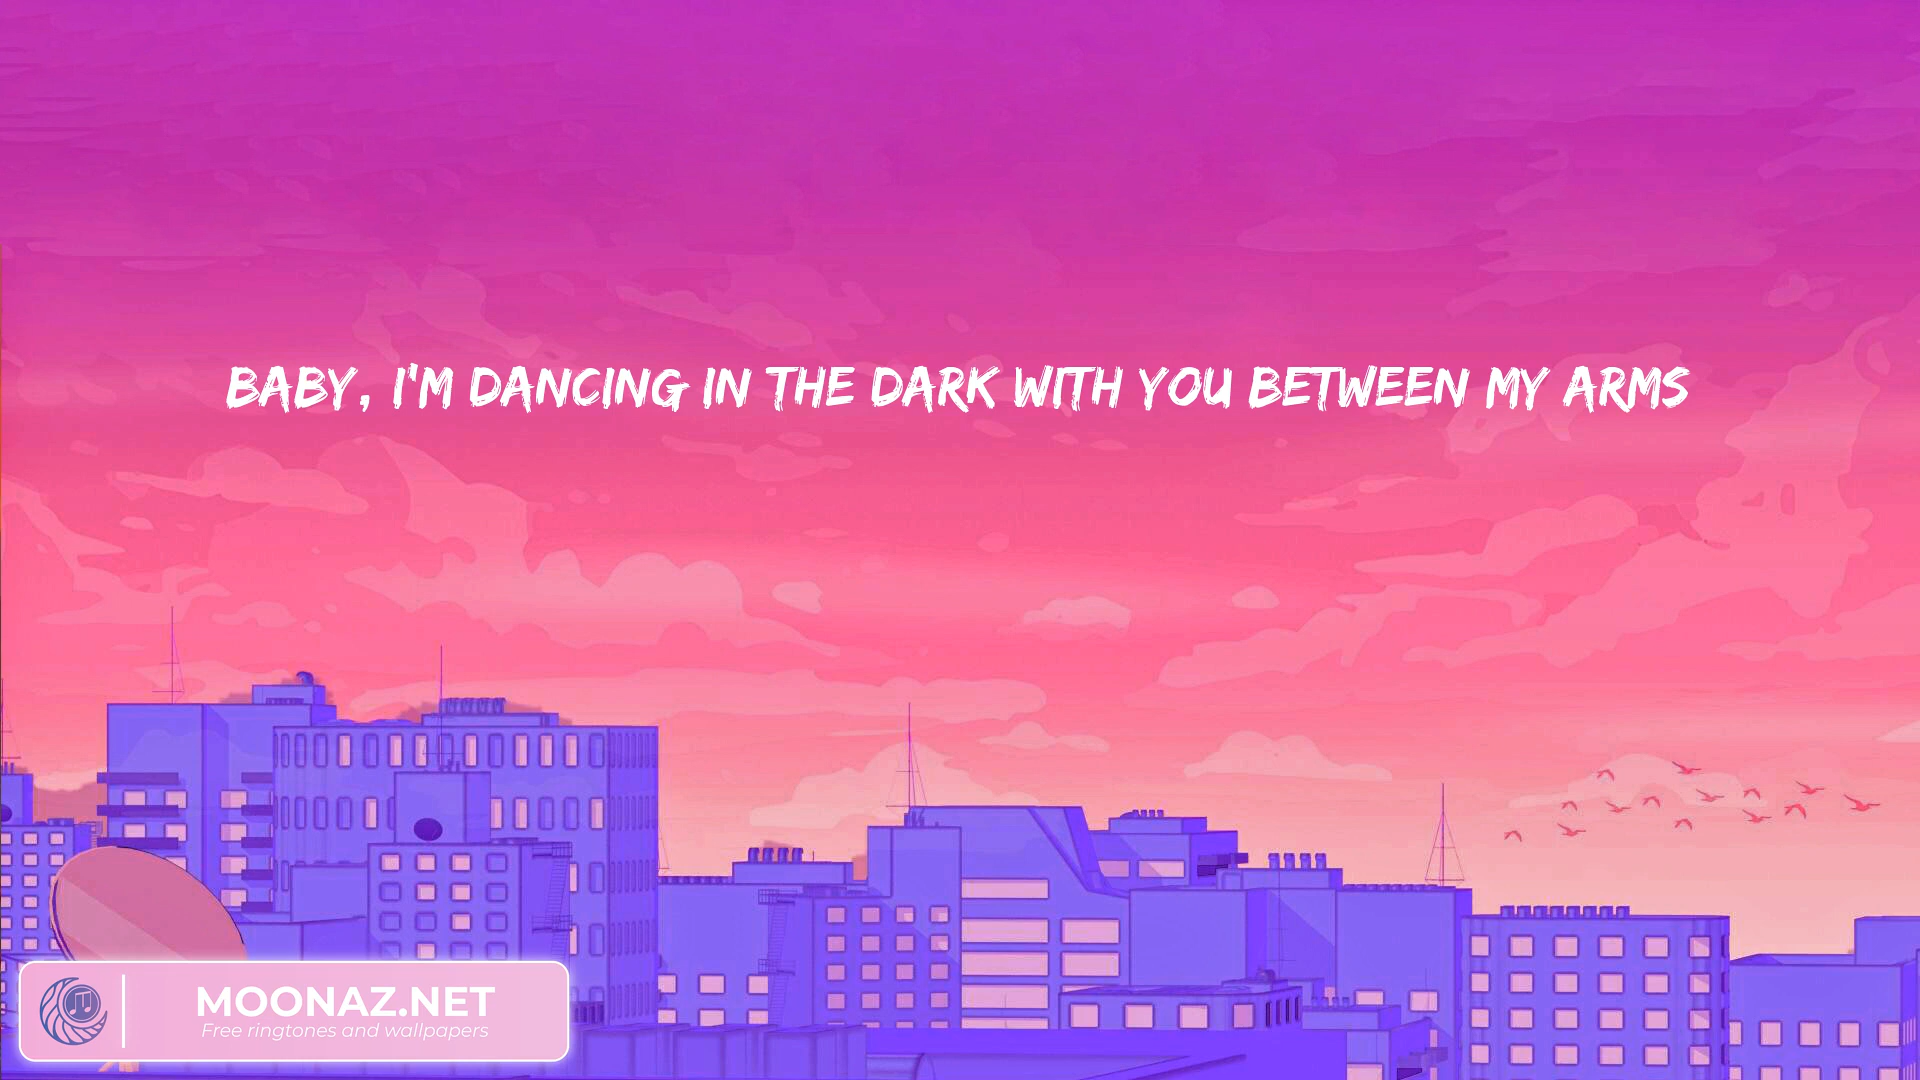 BABY, I'M DANCING IN THE DARK WITH YOU BETWEEN MY ARMS
MOONAZ.NET
Free ringtones and wallpapers